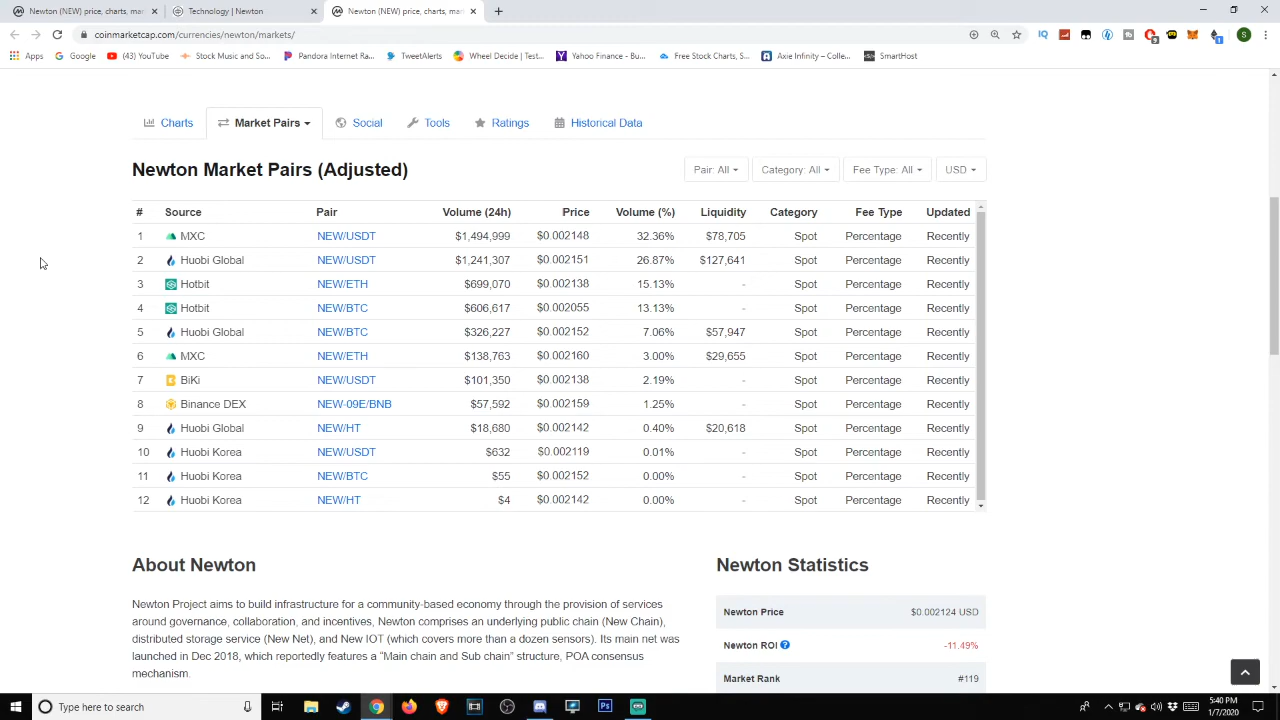 Newton (NEW) price, charts, mar
Technology | Newton
Newton (NEW) price, charts, mar
coinmarketcap.com/currencies/newton/markets/
Apps Google (43) YouTube Stock Music and So... Pandora Internet Ra... TweetAlerts Wheel Decide | Test... Yahoo Finance - Bu... Free Stock Charts, S... Axie Infinity – Colle... SmartHost
Charts Market Pairs Social Tools Ratings Historical Data
Newton Market Pairs (Adjusted)
Pair: All Category: All Fee Type: All USD
# Source Pair Volume (24h) Price Volume (%) Liquidity Category Fee Type Updated
1 MXC NEW/USDT $1,494,999 $0.002148 32.36% $78,705 Spot Percentage Recently
2 Huobi Global NEW/USDT $1,241,307 $0.002151 26.87% $127,641 Spot Percentage Recently
3 Hotbit NEW/ETH $699,070 $0.002138 15.13% - Spot Percentage Recently
4 Hotbit NEW/BTC $606,617 $0.002055 13.13% - Spot Percentage Recently
5 Huobi Global NEW/BTC $326,227 $0.002152 7.06% $57,947 Spot Percentage Recently
6 MXC NEW/ETH $138,763 $0.002160 3.00% $29,655 Spot Percentage Recently
7 BiKi NEW/USDT $101,350 $0.002138 2.19% - Spot Percentage Recently
8 Binance DEX NEW-09E/BNB $57,592 $0.002159 1.25% - Spot Percentage Recently
9 Huobi Global NEW/HT $18,680 $0.002142 0.40% $20,618 Spot Percentage Recently
10 Huobi Korea NEW/USDT $632 $0.002119 0.01% - Spot Percentage Recently
11 Huobi Korea NEW/BTC $55 $0.002152 0.00% - Spot Percentage Recently
12 Huobi Korea NEW/HT $4 $0.002142 0.00% - Spot Percentage Recently
About Newton
Newton Project aims to build infrastructure for a community-based economy through the provision of services
around governance, collaboration, and incentives, Newton comprises an underlying public chain (New Chain),
distributed storage service (New Net), and New IOT (which covers more than a dozen sensors). Its main net was
launched in Dec 2018, which reportedly features a “Main chain and Sub chain” structure, POA consensus
mechanism.
Newton Statistics
Newton Price $0.002124 USD
Newton ROI ? -11.49%
Market Rank #119
Type here to search
5:40 PM
1/7/2020